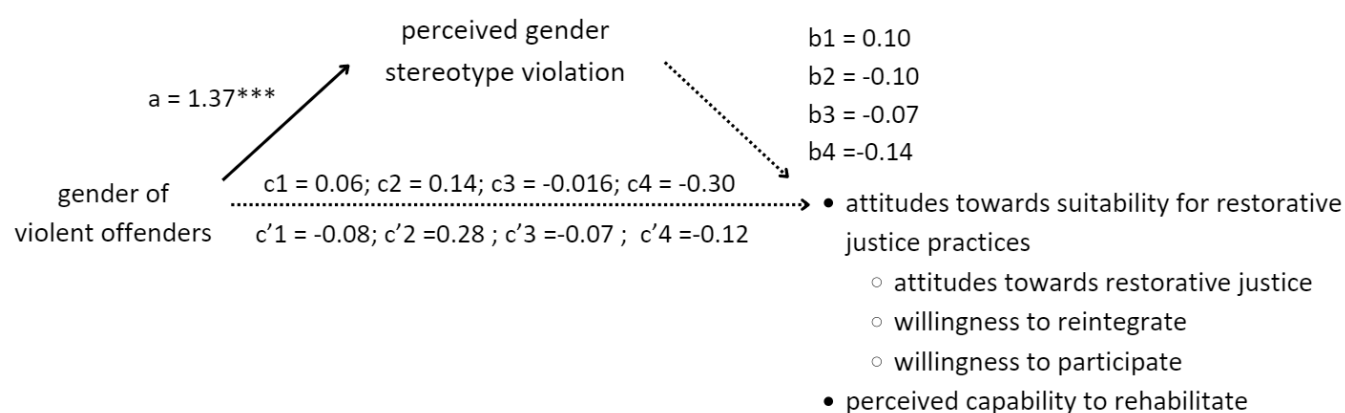 perceived gender
stereotype violation
b1 = 0.10
b2 = -0.10
b3 = -0.07
b4 =-0.14
a = 1.37***
gender of
violent offenders
c1 = 0.06; c2 = 0.14; c3 = -0.016; c4 = -0.30
c’1 = -0.08; c’2 =0.28 ; c’3 =-0.07 ; c’4 =-0.12
• attitudes towards suitability for restorative
justice practices
○ attitudes towards restorative justice
○ willingness to reintegrate
○ willingness to participate
• perceived capability to rehabilitate